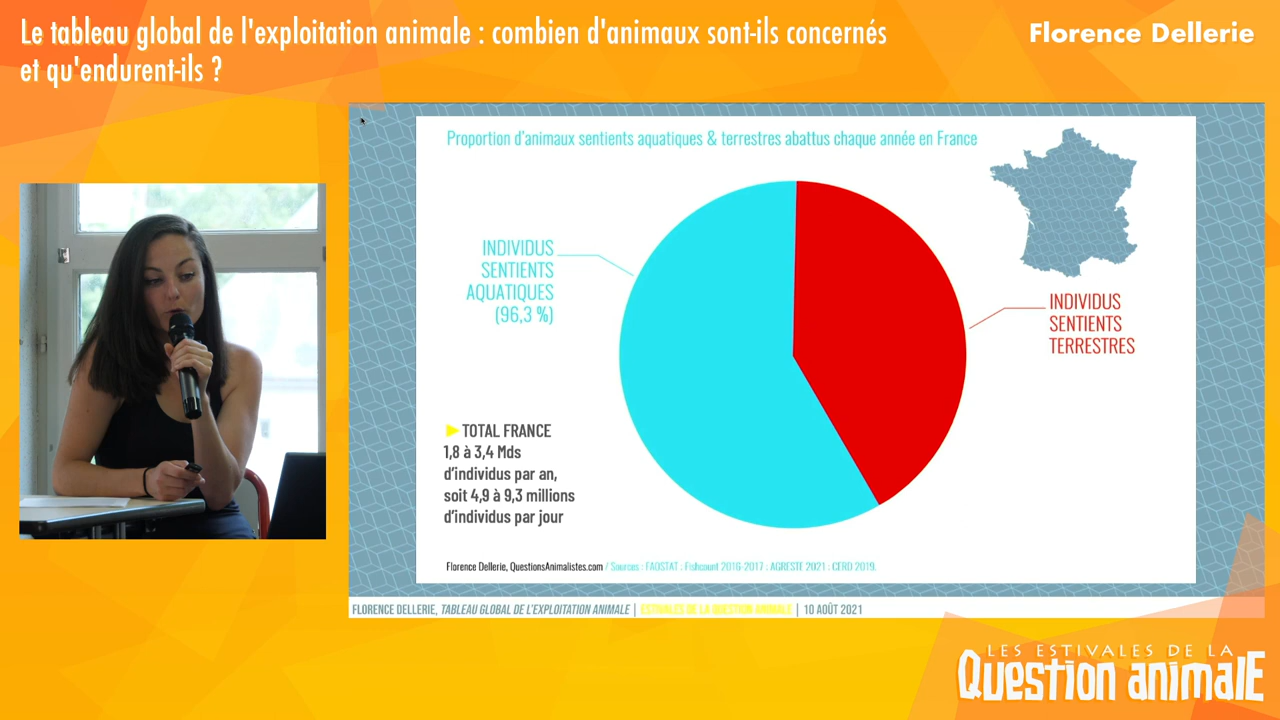 Le tableau global de l'exploitation animale : combien d'animaux sont-ils concernés
et qu'endurent-ils ?
Florence Dellerie
Proportion d'animaux sentients aquatiques & terrestres abattus chaque année en France
INDIVIDUS
SENTIENTS
AQUATIQUES
(96,3 %)
INDIVIDUS
SENTIENTS
TERRESTRES
TOTAL FRANCE
1,8 à 3,4 Mds
d'individus par an,
soit 4,9 à 9,3 millions
d'individus par jour
Florence Dellerie, QuestionsAnimalistes.com / Sources : FAOSTAT ; Fishcount 2016-2017 ; AGRESTE 2021 ; CFRD 2019.
FLORENCE DELLERIE, TABLEAU GLOBAL DE L'EXPLOITATION ANIMALE | ESTIVALES DE LA QUESTION ANIMALE | 10 AOÛT 2021
LES ESTIVALES DE LA
QuEstion animalE